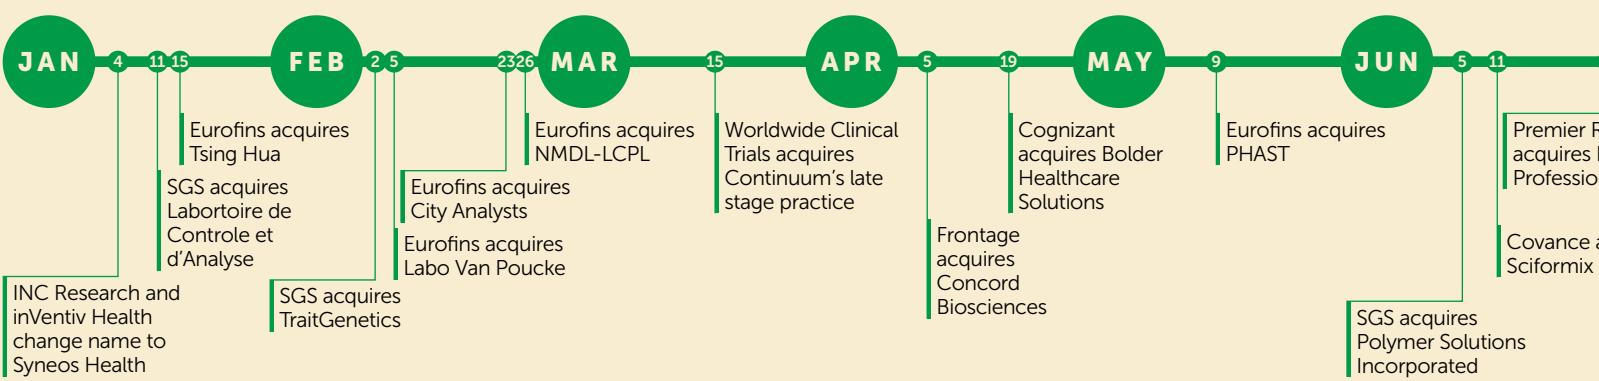 JAN 4 11 15 FEB 2 5 23 26 MAR 15 APR 5 19 MAY 9 JUN 5 11
Eurofins acquires
Tsing Hua
SGS acquires
Labortoire de
Controle et
d'Analyse
INC Research and
inVentiv Health
change name to
Syneos Health
SGS acquires
TraitGenetics
Eurofins acquires
Labo Van Poucke
Eurofins acquires
City Analysts
Eurofins acquires
NMDL-LCPL
Worldwide Clinical
Trials acquires
Continuum's late
stage practice
Frontage
acquires
Concord
Biosciences
Cognizant
acquires Bolder
Healthcare
Solutions
Eurofins acquires
PHAST
SGS acquires
Polymer Solutions
Incorporated
Premier
acquires
Covance
Sciformix